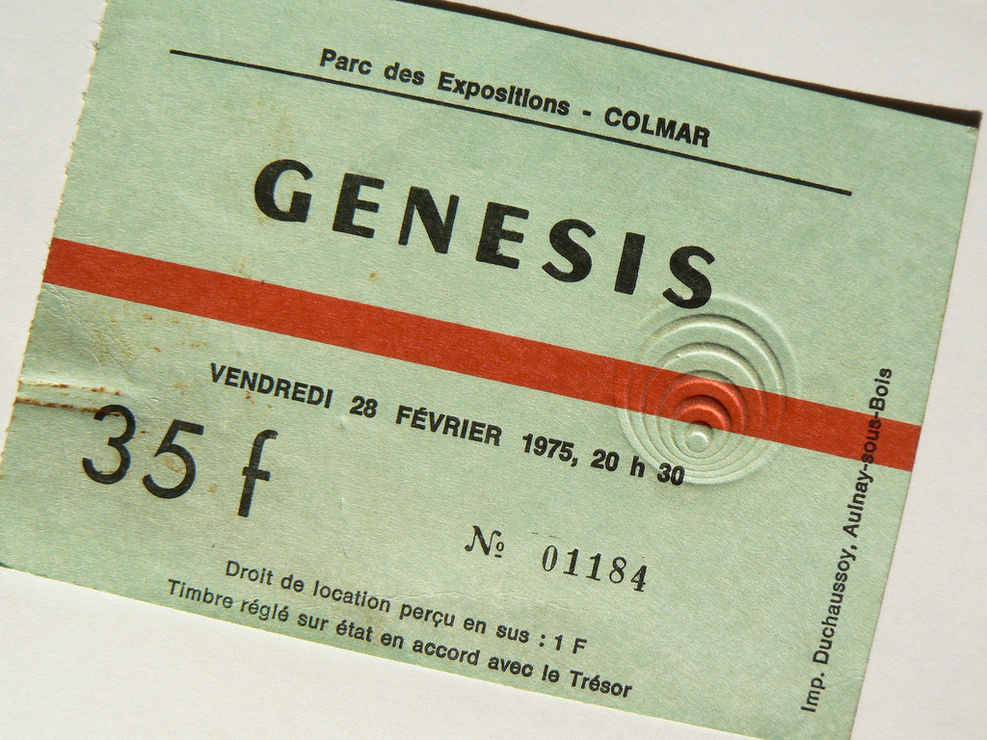 Parc des Expositions - COLMAR
GENESIS
VENDREDI 28 FÉVRIER 1975, 20 h 30
35 f
№ 01184
Droit de location perçu en sus : 1 F
Timbre réglé sur état en accord avec le Trésor
Imp. Duchaussoy, Aulnay-sous-Bois